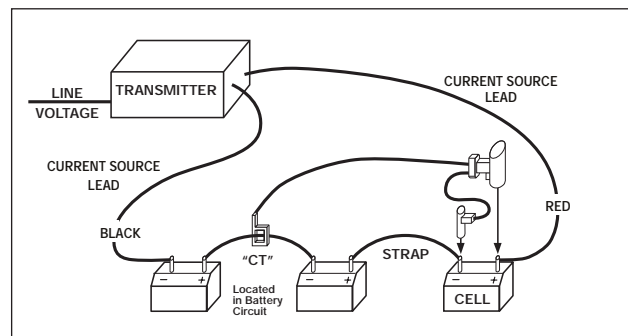 TRANSMITTER
LINE
VOLTAGE
CURRENT SOURCE
LEAD
CURRENT SOURCE
LEAD
BLACK
RED
"CT"
STRAP
Located
in Battery
Circuit
CELL
− +
− +
− +